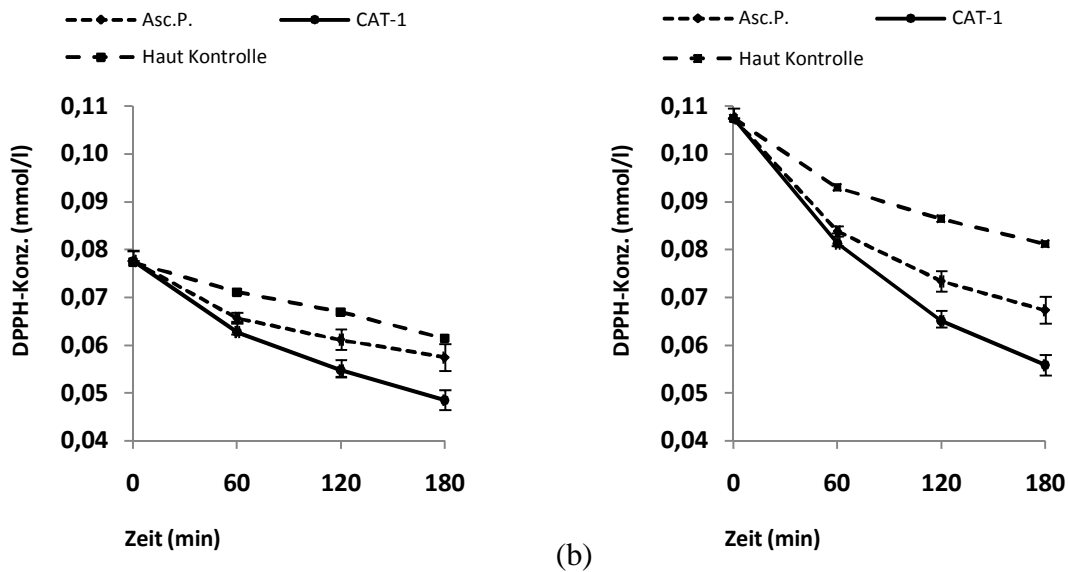 Asc.P. CAT-1
Haut Kontrolle
0,11
0,10
0,09
0,08
0,07
0,06
0,05
0,04
DPPH-Konz. (mmol/l)
0 60 120 180
Zeit (min)
(b)
Asc.P. CAT-1
Haut Kontrolle
0,11
0,10
0,09
0,08
0,07
0,06
0,05
0,04
DPPH-Konz. (mmol/l)
0 60 120 180
Zeit (min)